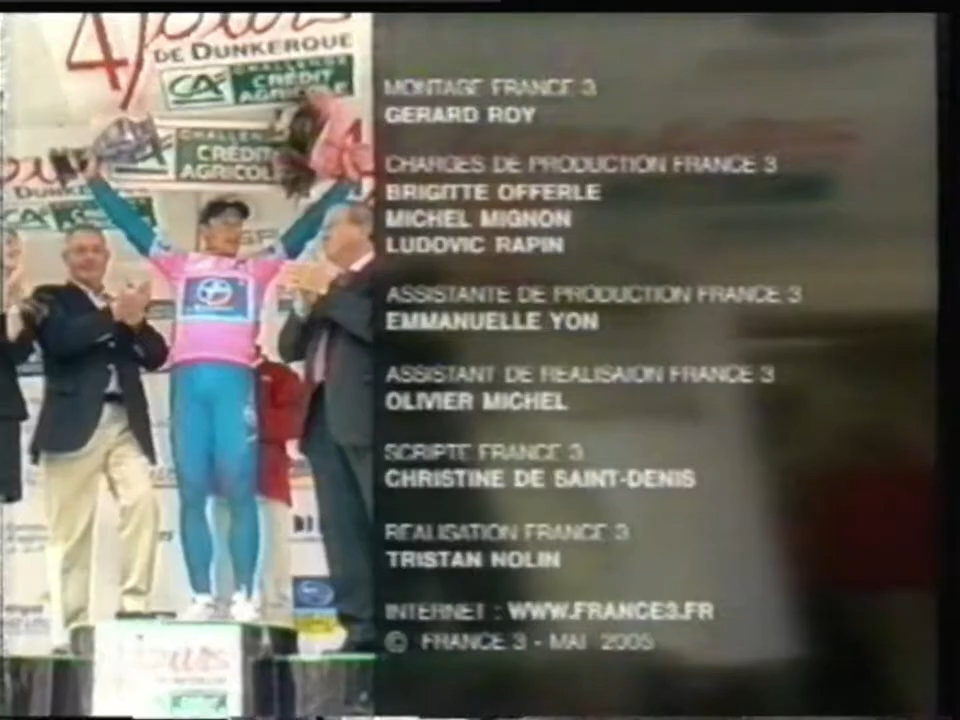 4 Jours
DE DUNKERQUE
CA CHALLENGE
CRÉDIT
AGRICOLE
CHALLENGE
CRÉDIT
AGRICOLE
MONTAGE FRANCE 3
GERARD ROY
CHARGES DE PRODUCTION FRANCE 3
BRIGITTE OFFERLE
MICHEL MIGNON
LUDOVIC RAPIN
ASSISTANTE DE PRODUCTION FRANCE 3
EMMANUELLE YON
ASSISTANT DE REALISAION FRANCE 3
OLIVIER MICHEL
SCRIPTE FRANCE 3
CHRISTINE DE SAINT-DENIS
REALISATION FRANCE 3
TRISTAN NOLIN
INTERNET : WWW.FRANCE3.FR
© FRANCE 3 - MAI 2005